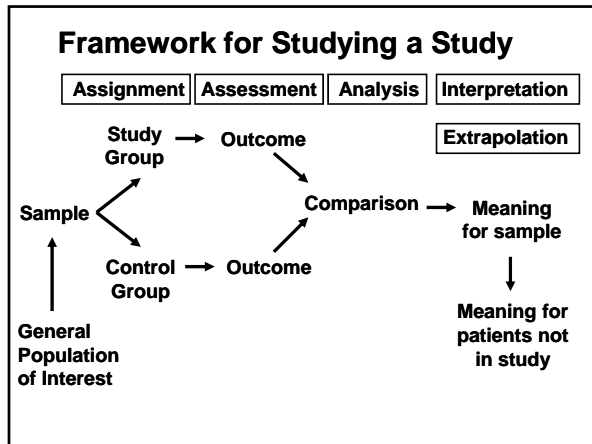 Framework for Studying a Study
Assignment Assessment Analysis Interpretation
Extrapolation
Study
Group
Outcome
Sample
Comparison
Meaning
for sample
Control
Group
Outcome
General
Population
of Interest
Meaning for
patients not
in study